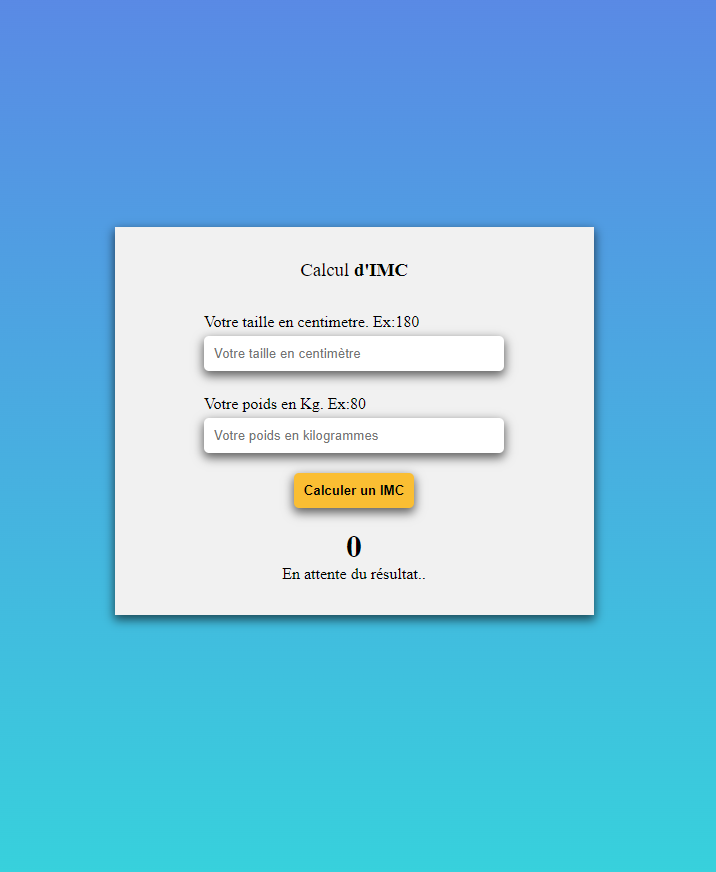 Calcul d'IMC
Votre taille en centimetre. Ex:180
Votre taille en centimètre
Votre poids en Kg. Ex:80
Votre poids en kilogrammes
Calculer un IMC
0
En attente du résultat..